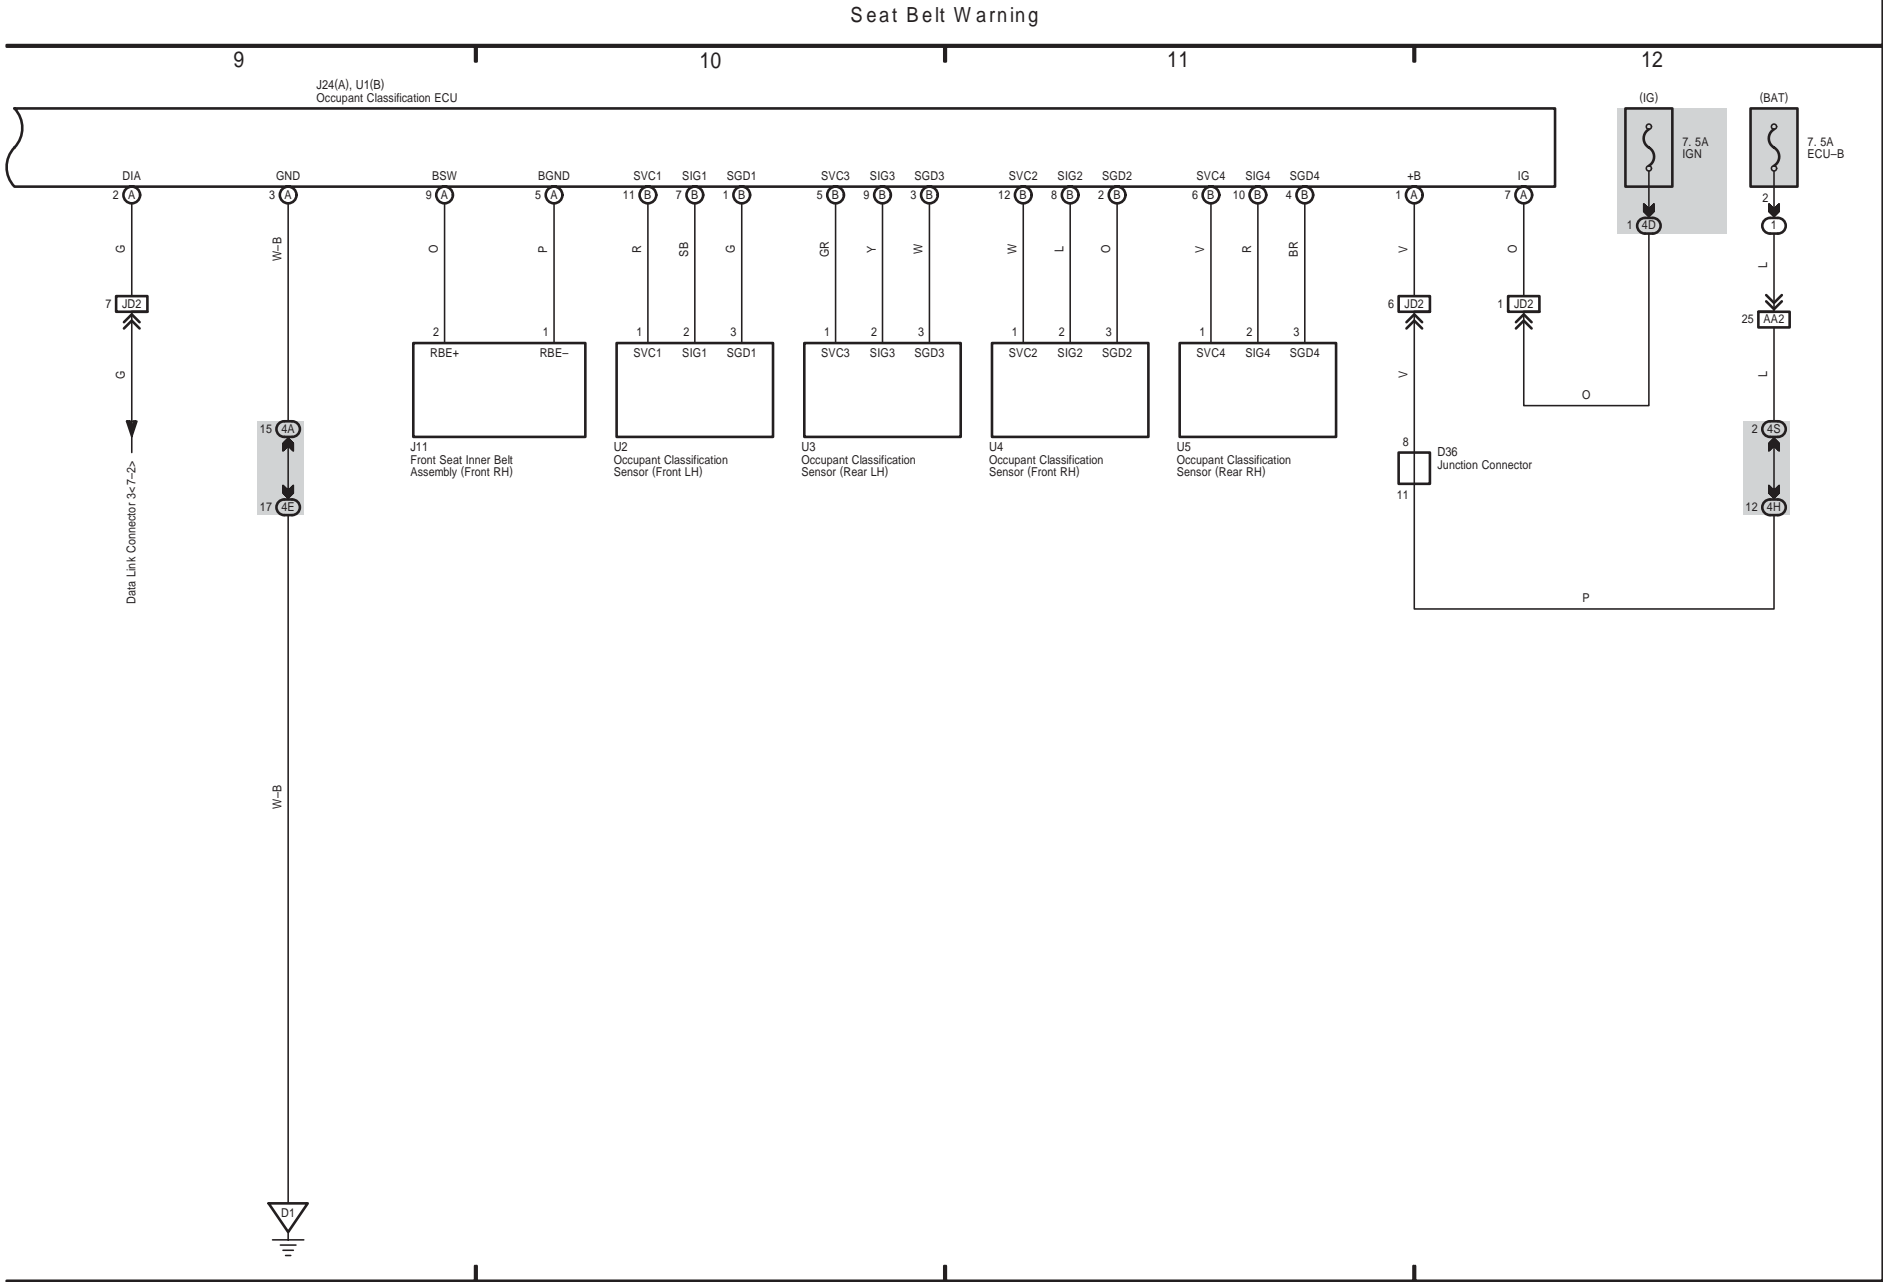 Seat Belt Warning
9 10 11 12
J24(A), U1(B)
Occupant Classification ECU
(IG) (BAT)
7. 5A
IGN
7. 5A
ECU–B
DIA GND BSW BGND SVC1 SIG1 SGD1 SVC3 SIG3 SGD3 SVC2 SIG2 SGD2 SVC4 SIG4 SGD4 +B IG
2 A 3 A 9 A 5 A 11 B 7 B 1 B 5 B 9 B 3 B 12 B 8 B 2 B 6 B 10 B 4 B 1 A 7 A
2
1 4D 1
G W–B O P R SB G GR Y W W L O V R BR V O L
7 JD2 6 JD2 1 JD2 25 AA2
2 1 1 2 3 1 2 3 1 2 3 1 2 3
RBE+ RBE– SVC1 SIG1 SGD1 SVC3 SIG3 SGD3 SVC2 SIG2 SGD2 SVC4 SIG4 SGD4
G V L
O
15 4A 2 4S
J11
Front Seat Inner Belt
Assembly (Front RH)
U2
Occupant Classification
Sensor (Front LH)
U3
Occupant Classification
Sensor (Rear LH)
U4
Occupant Classification
Sensor (Front RH)
U5
Occupant Classification
Sensor (Rear RH)
8
D36
Junction Connector
11
17 4E 12 4H
Data Link Connector 3<7–2>
P
W–B
D1